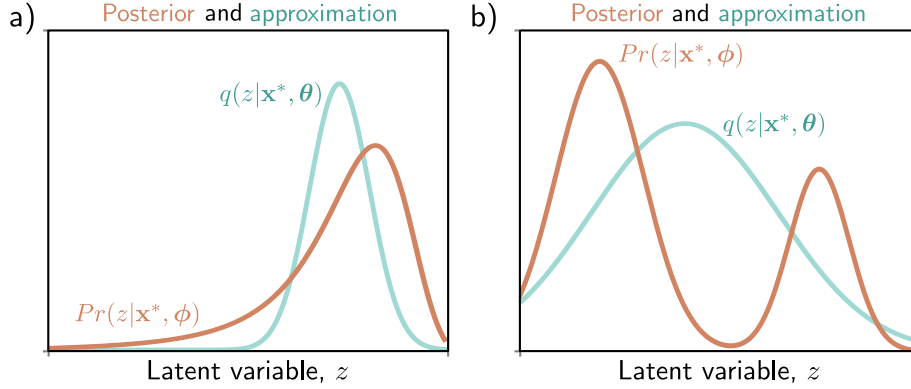 a)
Posterior and approximation
q(z|x*, θ)
Pr(z|x*, ϕ)
Latent variable, z
b)
Posterior and approximation
Pr(z|x*, ϕ)
q(z|x*, θ)
Latent variable, z